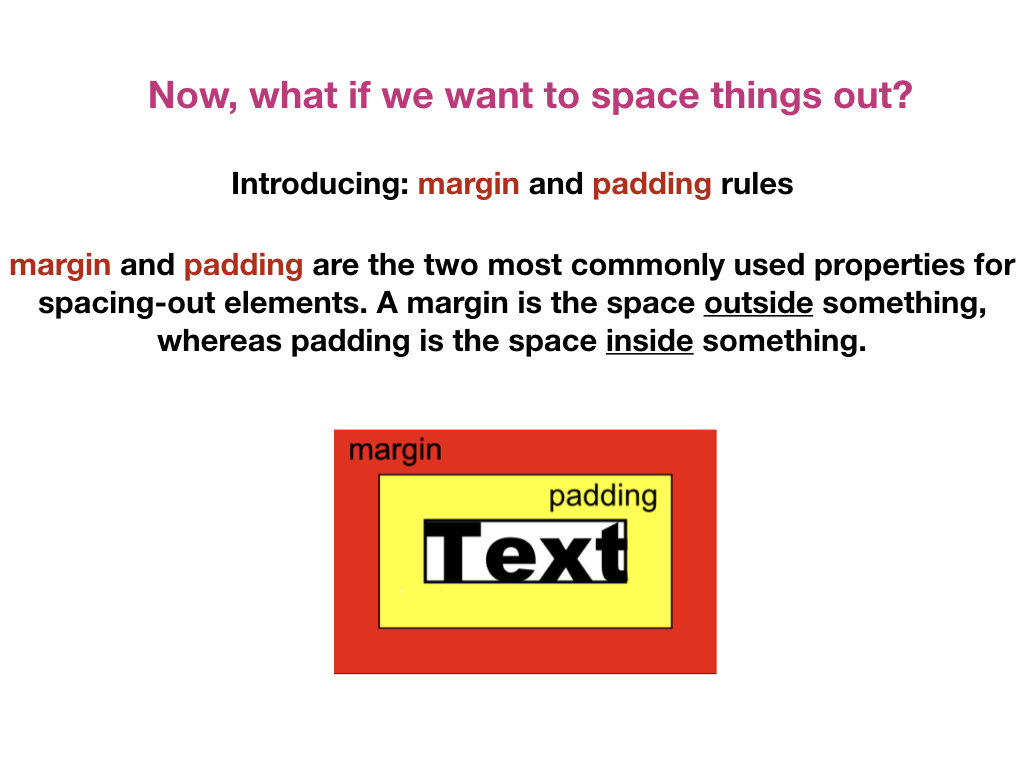 Now, what if we want to space things out?
Introducing: margin and padding rules
margin and padding are the two most commonly used properties for
spacing-out elements. A margin is the space outside something,
whereas padding is the space inside something.
margin
padding
Text